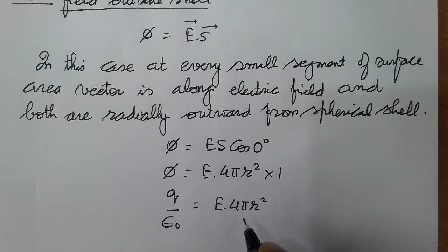 field outside shell
∅ = E⃗.S⃗
In this case at every small segment of surface
area vector is along electric field and
both are radially outward from spherical shell.
∅ = ES Cos 0°
∅ = E. 4πr² × 1
q/ε₀ = E. 4πr²